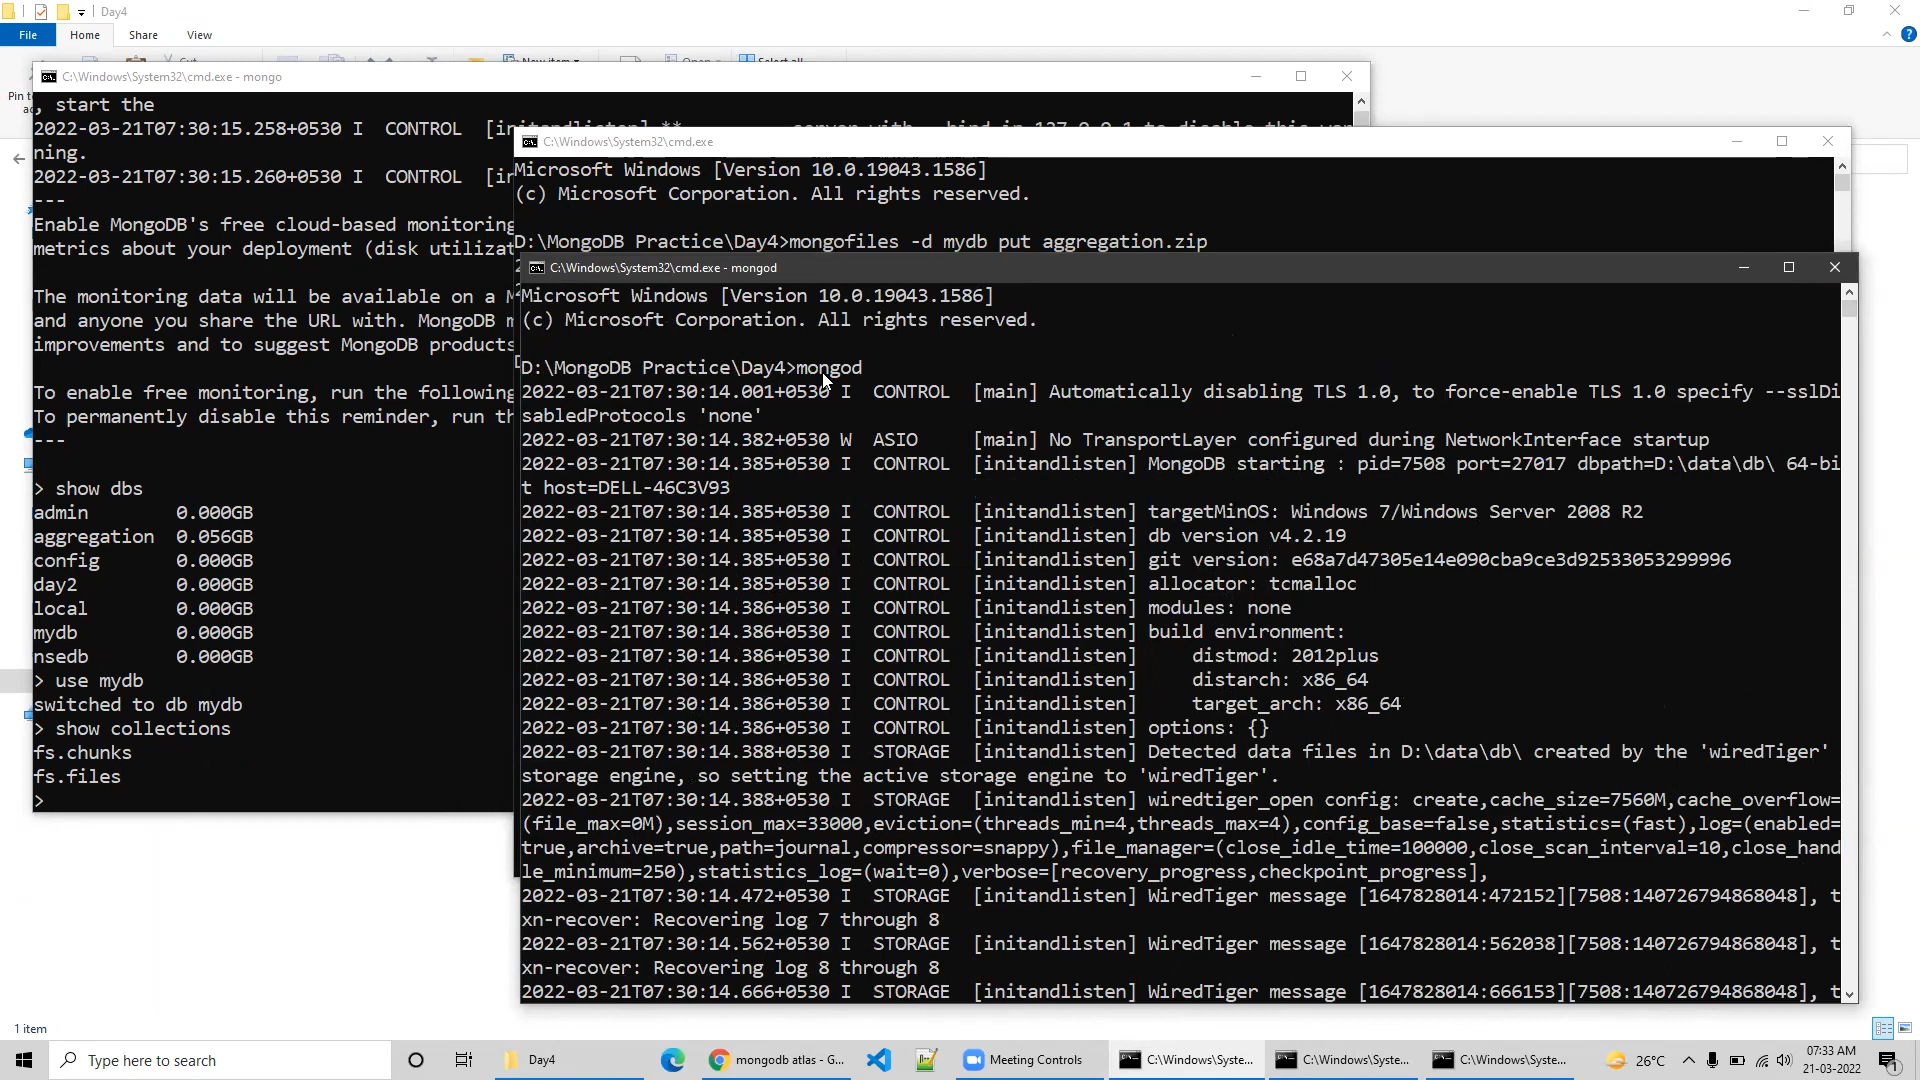 Day4
File
Home
Share
View
C:\Windows\System32\cmd.exe - mongo
, start the
2022-03-21T07:30:15.258+0530 I  CONTROL  [initandlisten] **
ning.
2022-03-21T07:30:15.260+0530 I  CONTROL  [in
---
Enable MongoDB's free cloud-based monitoring
metrics about your deployment (disk utilizat
The monitoring data will be available on a M
and anyone you share the URL with. MongoDB m
improvements and to suggest MongoDB products
To enable free monitoring, run the following
To permanently disable this reminder, run th
---
> show dbs
admin        0.000GB
aggregation  0.056GB
config       0.000GB
day2         0.000GB
local        0.000GB
mydb         0.000GB
nsedb        0.000GB
> use mydb
switched to db mydb
> show collections
fs.chunks
fs.files
>
C:\Windows\System32\cmd.exe
Microsoft Windows [Version 10.0.19043.1586]
(c) Microsoft Corporation. All rights reserved.
D:\MongoDB Practice\Day4>mongofiles -d mydb put aggregation.zip
C:\Windows\System32\cmd.exe - mongod
Microsoft Windows [Version 10.0.19043.1586]
(c) Microsoft Corporation. All rights reserved.
D:\MongoDB Practice\Day4>mongod
2022-03-21T07:30:14.001+0530 I  CONTROL  [main] Automatically disabling TLS 1.0, to force-enable TLS 1.0 specify --sslDi
sabledProtocols 'none'
2022-03-21T07:30:14.382+0530 W  ASIO     [main] No TransportLayer configured during NetworkInterface startup
2022-03-21T07:30:14.385+0530 I  CONTROL  [initandlisten] MongoDB starting : pid=7508 port=27017 dbpath=D:\data\db\ 64-bi
t host=DELL-46C3V93
2022-03-21T07:30:14.385+0530 I  CONTROL  [initandlisten] targetMinOS: Windows 7/Windows Server 2008 R2
2022-03-21T07:30:14.385+0530 I  CONTROL  [initandlisten] db version v4.2.19
2022-03-21T07:30:14.385+0530 I  CONTROL  [initandlisten] git version: e68a7d47305e14e090cba9ce3d92533053299996
2022-03-21T07:30:14.385+0530 I  CONTROL  [initandlisten] allocator: tcmalloc
2022-03-21T07:30:14.386+0530 I  CONTROL  [initandlisten] modules: none
2022-03-21T07:30:14.386+0530 I  CONTROL  [initandlisten] build environment:
2022-03-21T07:30:14.386+0530 I  CONTROL  [initandlisten]     distmod: 2012plus
2022-03-21T07:30:14.386+0530 I  CONTROL  [initandlisten]     distarch: x86_64
2022-03-21T07:30:14.386+0530 I  CONTROL  [initandlisten]     target_arch: x86_64
2022-03-21T07:30:14.386+0530 I  CONTROL  [initandlisten] options: {}
2022-03-21T07:30:14.388+0530 I  STORAGE  [initandlisten] Detected data files in D:\data\db\ created by the 'wiredTiger'
storage engine, so setting the active storage engine to 'wiredTiger'.
2022-03-21T07:30:14.388+0530 I  STORAGE  [initandlisten] wiredtiger_open config: create,cache_size=7560M,cache_overflow=
(file_max=0M),session_max=33000,eviction=(threads_min=4,threads_max=4),config_base=false,statistics=(fast),log=(enabled=
true,archive=true,path=journal,compressor=snappy),file_manager=(close_idle_time=100000,close_scan_interval=10,close_hand
le_minimum=250),statistics_log=(wait=0),verbose=[recovery_progress,checkpoint_progress],
2022-03-21T07:30:14.472+0530 I  STORAGE  [initandlisten] WiredTiger message [1647828014:472152][7508:140726794868048], t
xn-recover: Recovering log 7 through 8
2022-03-21T07:30:14.562+0530 I  STORAGE  [initandlisten] WiredTiger message [1647828014:562038][7508:140726794868048], t
xn-recover: Recovering log 8 through 8
2022-03-21T07:30:14.666+0530 I  STORAGE  [initandlisten] WiredTiger message [1647828014:666153][7508:140726794868048], t
1 item
Type here to search
Day4
mongodb atlas - G...
Meeting Controls
C:\Windows\Syste...
C:\Windows\Syste...
C:\Windows\Syste...
26°C
07:33 AM
21-03-2022